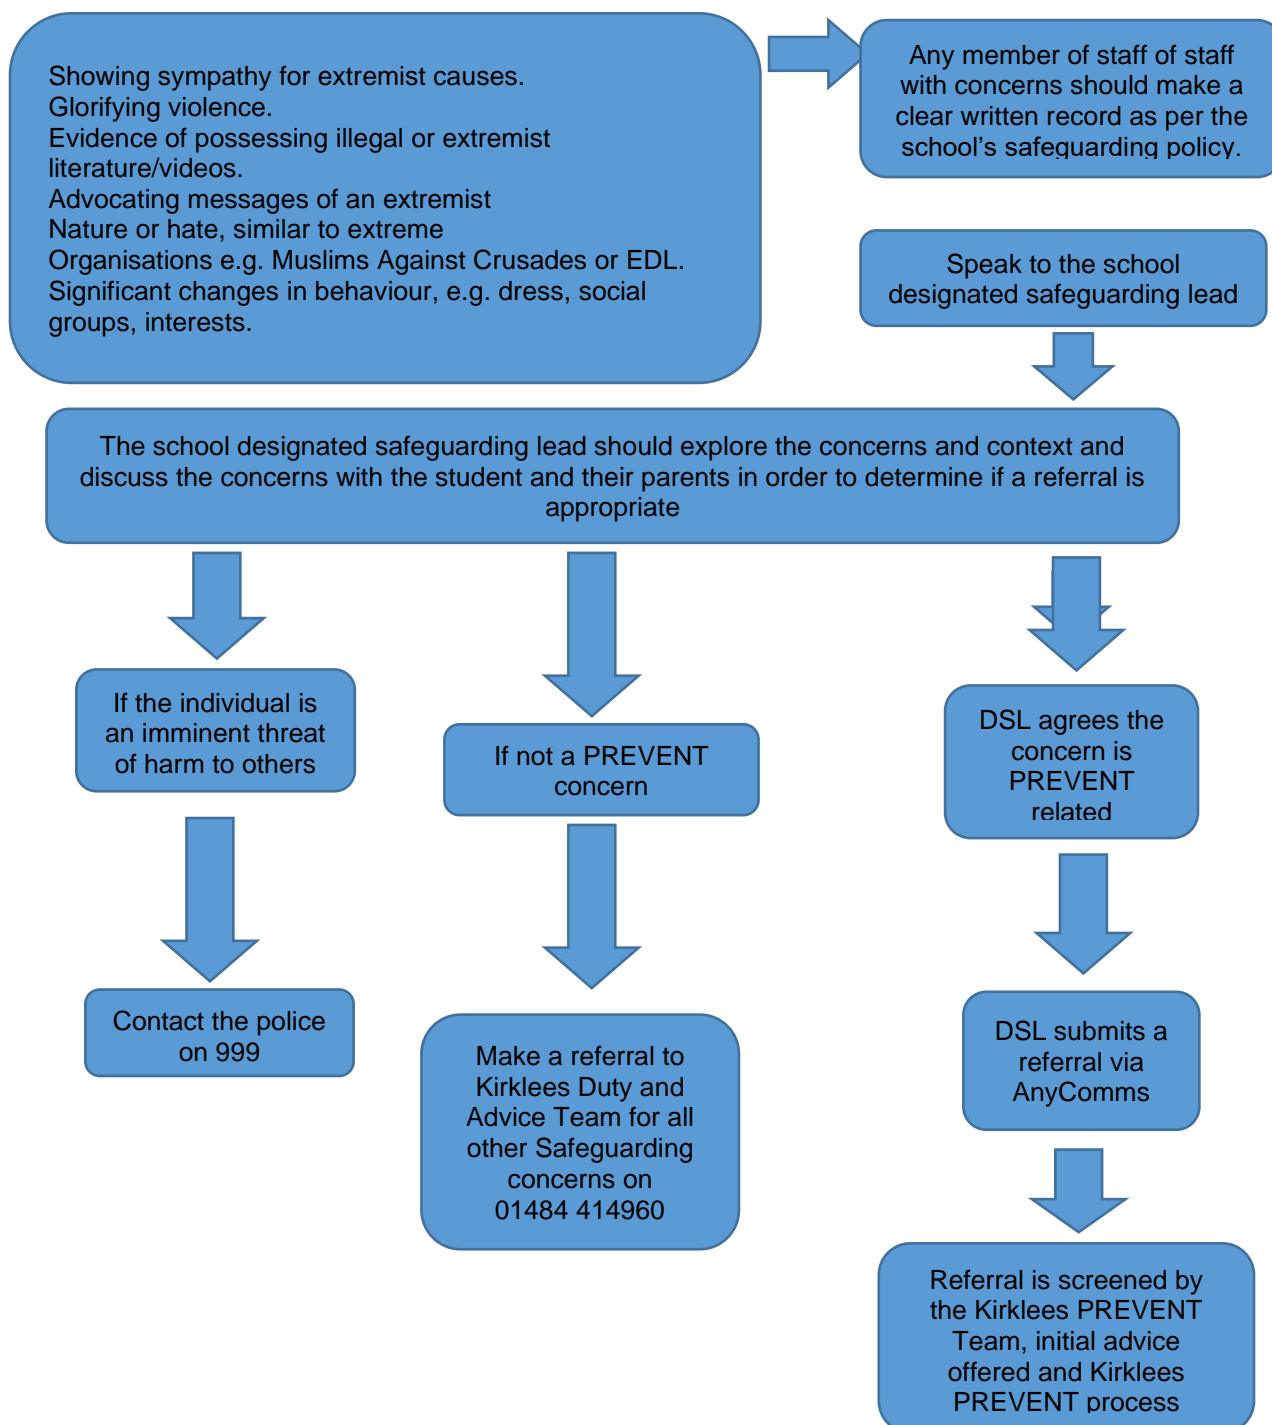 Showing sympathy for extremist causes.
Glorifying violence.
Evidence of possessing illegal or extremist
literature/videos.
Advocating messages of an extremist
Nature or hate, similar to extreme
Organisations e.g. Muslims Against Crusades or EDL.
Significant changes in behaviour, e.g. dress, social
groups, interests.
Any member of staff of staff
with concerns should make a
clear written record as per the
school’s safeguarding policy.
Speak to the school
designated safeguarding lead
The school designated safeguarding lead should explore the concerns and context and
discuss the concerns with the student and their parents in order to determine if a referral is
appropriate
If the individual is
an imminent threat
of harm to others
Contact the police
on 999
If not a PREVENT
concern
Make a referral to
Kirklees Duty and
Advice Team for all
other Safeguarding
concerns on
01484 414960
DSL agrees the
concern is
PREVENT
related
DSL submits a
referral via
AnyComms
Referral is screened by
the Kirklees PREVENT
Team, initial advice
offered and Kirklees
PREVENT process